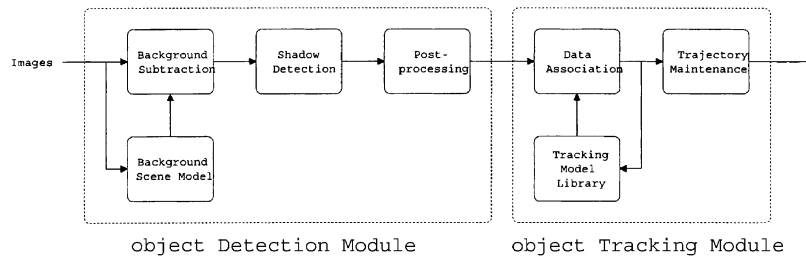 Images
Background
Subtraction
Shadow
Detection
Post-
processing
Data
Association
Trajectory
Maintenance
Background
Scene Model
Tracking
Model
Library
object Detection Module
object Tracking Module